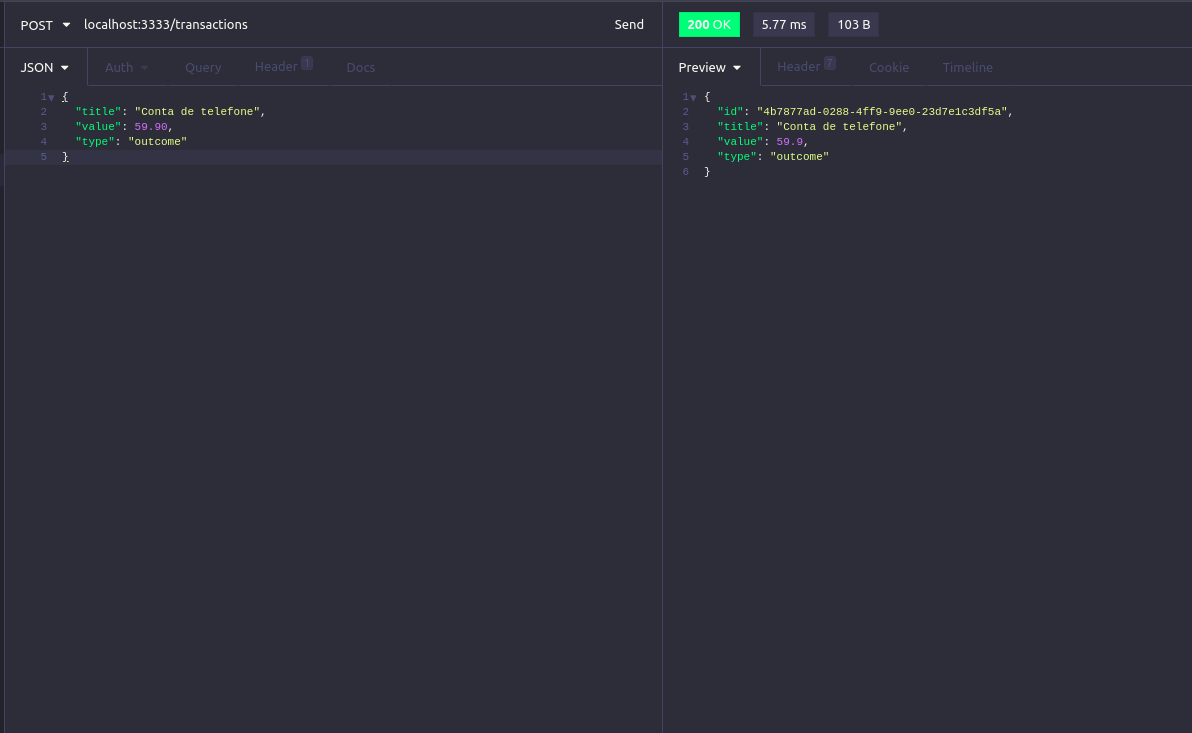 POST localhost:3333/transactions Send
200 OK 5.77 ms 103 B
JSON Auth Query Header 1 Docs
Preview Header 7 Cookie Timeline
1 {
2 "title": "Conta de telefone",
3 "value": 59.90,
4 "type": "outcome"
5 }
1 {
2 "id": "4b7877ad-0288-4ff9-9ee0-23d7e1c3df5a",
3 "title": "Conta de telefone",
4 "value": 59.9,
5 "type": "outcome"
6 }